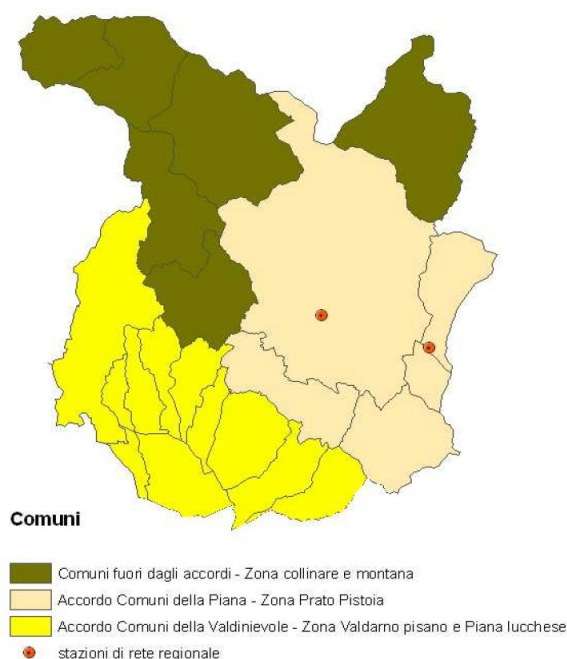 Comuni
Comuni fuori dagli accordi - Zona collinare e montana
Accordo Comuni della Piana - Zona Prato Pistoia
Accordo Comuni della Valdinievole - Zona Valdarno pisano e Piana lucchese
stazioni di rete regionale